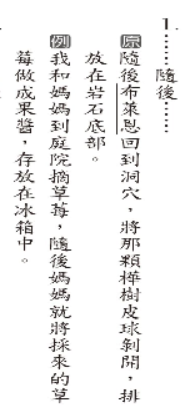 1.……隨後……
原 隨後布萊恩回到洞穴，將那顆樺樹皮球剝開，排
放在岩石底部。
例 我和媽媽到庭院摘草莓，隨後媽媽就將採來的草
莓做成果醬，存放在冰箱中。